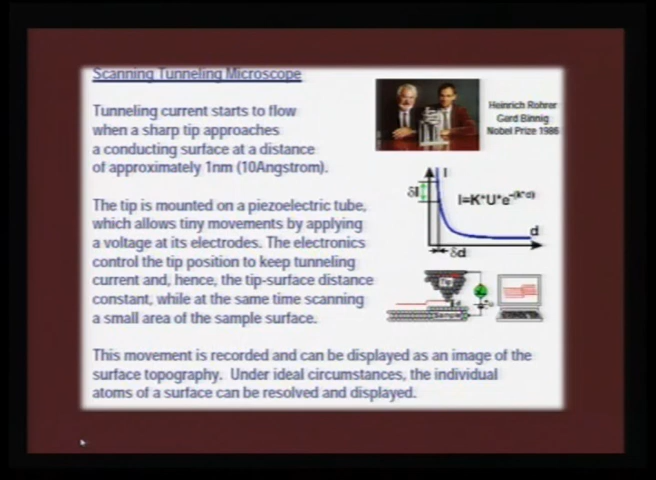 Scanning Tunneling Microscope
Tunneling current starts to flow
when a sharp tip approaches
a conducting surface at a distance
of approximately 1nm (10Angstrom).
Heinrich Rohrer
Gerd Binnig
Nobel Prize 1986
The tip is mounted on a piezoelectric tube,
which allows tiny movements by applying
a voltage at its electrodes. The electronics
control the tip position to keep tunneling
current and, hence, the tip-surface distance
constant, while at the same time scanning
a small area of the sample surface.
I
δI
I=K*U*e-(k*d)
d
δd
Tip
Sample
This movement is recorded and can be displayed as an image of the
surface topography. Under ideal circumstances, the individual
atoms of a surface can be resolved and displayed.